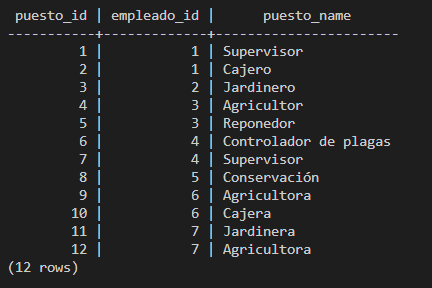 puesto_id | empleado_id | puesto_name
-----------+-------------+------------------------
1 | 1 | Supervisor
2 | 1 | Cajero
3 | 2 | Jardinero
4 | 3 | Agricultor
5 | 3 | Reponedor
6 | 4 | Controlador de plagas
7 | 4 | Supervisor
8 | 5 | Conservación
9 | 6 | Agricultora
10 | 6 | Cajera
11 | 7 | Jardinera
12 | 7 | Agricultora
(12 rows)